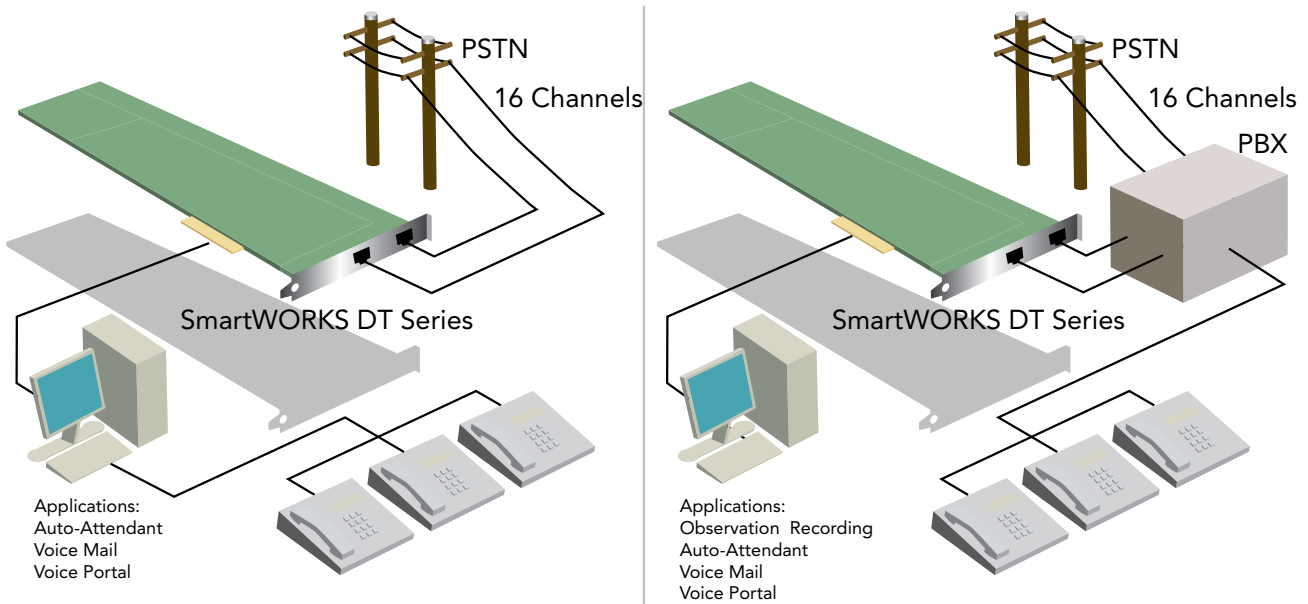 PSTN
16 Channels
SmartWORKS DT Series
Applications:
Auto-Attendant
Voice Mail
Voice Portal
PSTN
16 Channels
PBX
SmartWORKS DT Series
Applications:
Observation Recording
Auto-Attendant
Voice Mail
Voice Portal